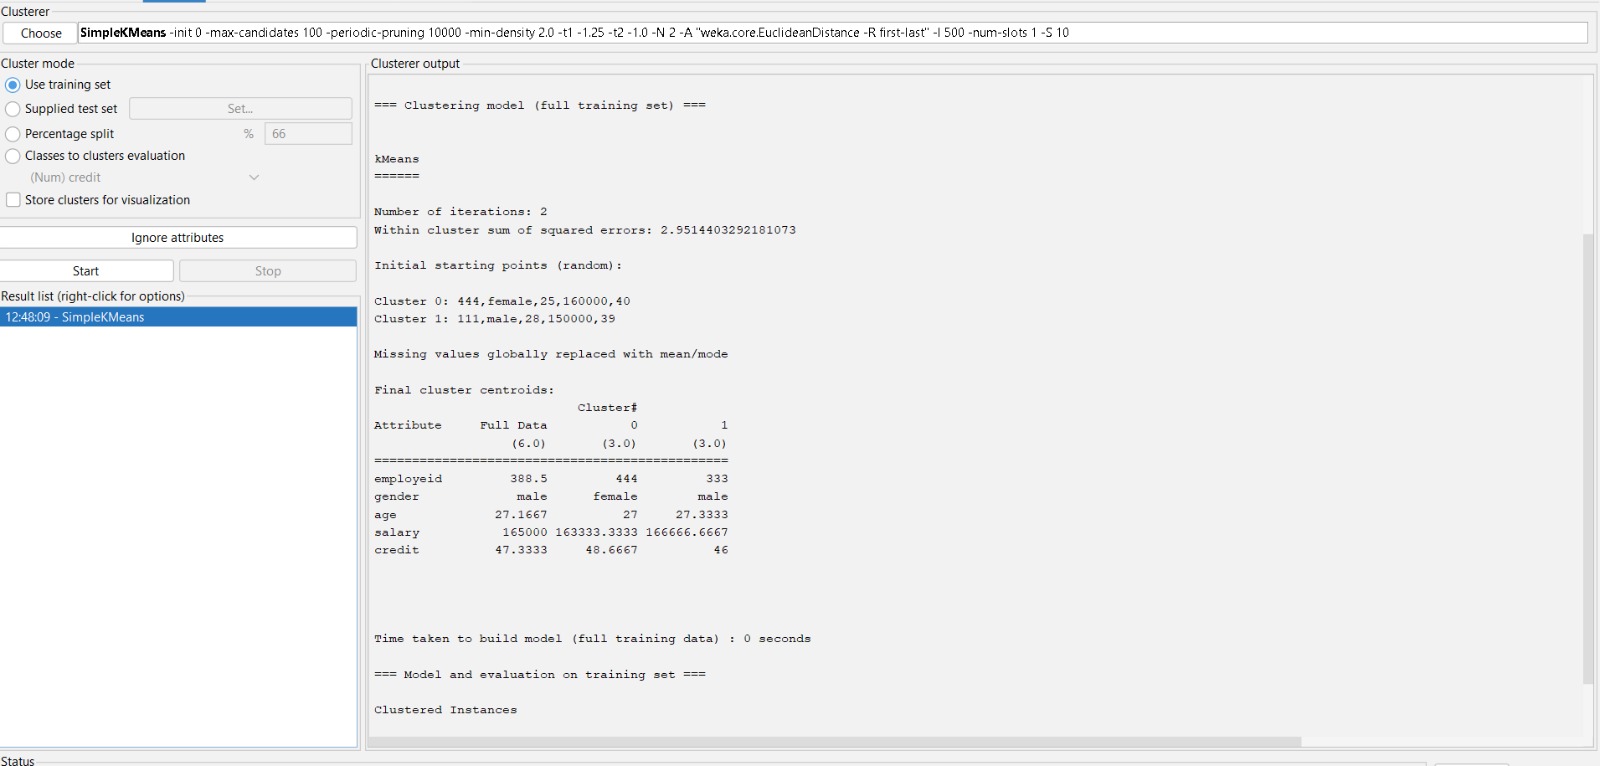 Clusterer
Choose SimpleKMeans -init 0 -max-candidates 100 -periodic-pruning 10000 -min-density 2.0 -t1 -1.25 -t2 -1.0 -N 2 -A "weka.core.EuclideanDistance -R first-last" -I 500 -num-slots 1 -S 10
Cluster mode
Use training set
Supplied test set Set...
Percentage split % 66
Classes to clusters evaluation
(Num) credit
Store clusters for visualization
Ignore attributes
Start Stop
Result list (right-click for options)
12:48:09 - SimpleKMeans
Clusterer output
=== Clustering model (full training set) ===
kMeans
======
Number of iterations: 2
Within cluster sum of squared errors: 2.9514403292181073
Initial starting points (random):
Cluster 0: 444,female,25,160000,40
Cluster 1: 111,male,28,150000,39
Missing values globally replaced with mean/mode
Final cluster centroids:
Cluster#
Attribute Full Data 0 1
(6.0) (3.0) (3.0)
================================================
employeid 388.5 444 333
gender male female male
age 27.1667 27 27.3333
salary 165000 163333.3333 166666.6667
credit 47.3333 48.6667 46
Time taken to build model (full training data) : 0 seconds
=== Model and evaluation on training set ===
Clustered Instances
Status